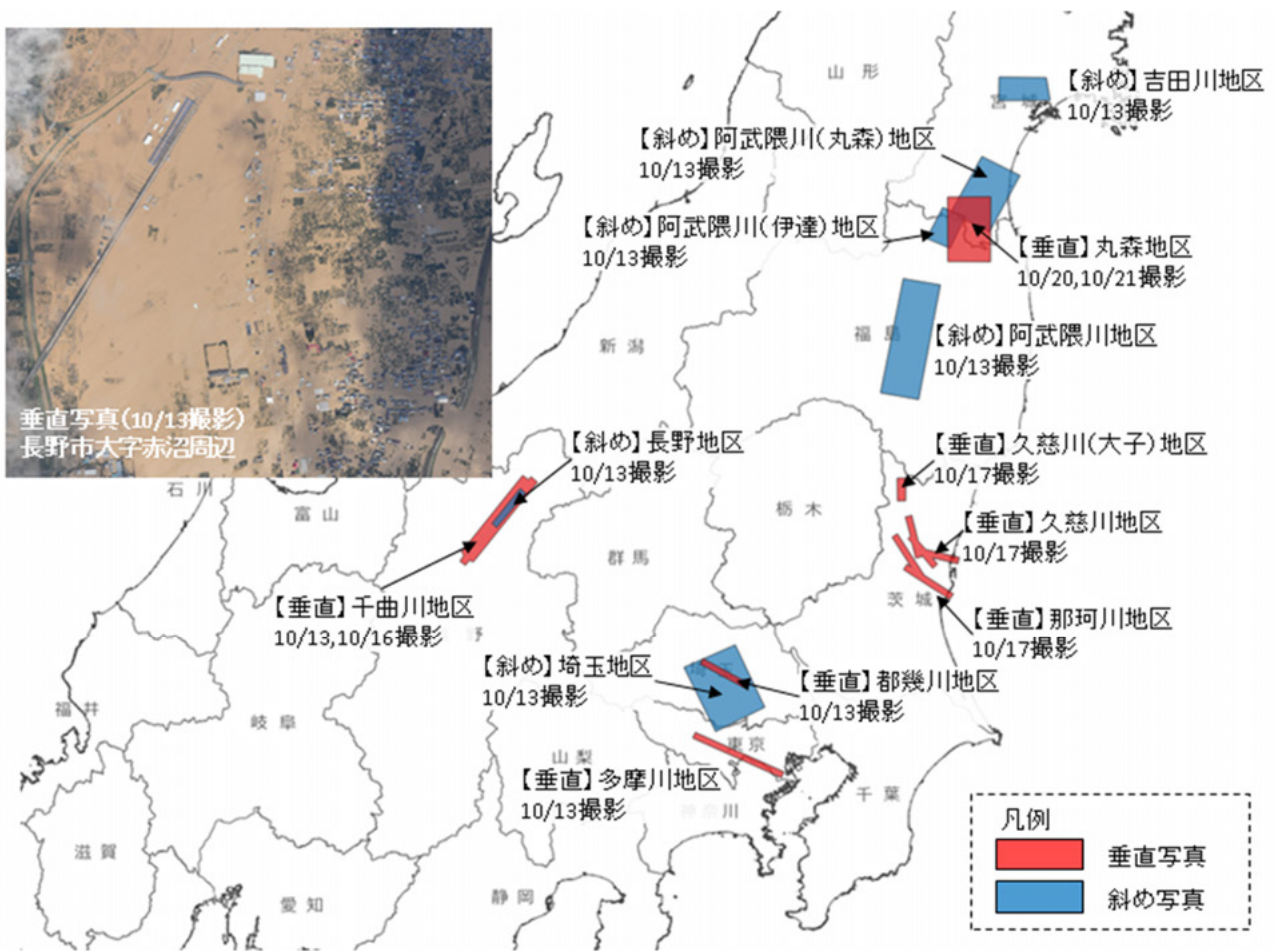 山形
【斜め】吉田川地区
10/13撮影
宮城
【斜め】阿武隈川(丸森)地区
10/13撮影
【斜め】阿武隈川(伊達)地区
10/13撮影
【垂直】丸森地区
10/20,10/21撮影
福島
【斜め】阿武隈川地区
10/13撮影
新潟
垂直写真(10/13撮影)
長野市大字赤沼周辺
【斜め】長野地区
10/13撮影
【垂直】久慈川(大子)地区
10/17撮影
石川
富山
栃木
群馬
【垂直】久慈川地区
10/17撮影
茨城
【垂直】千曲川地区
10/13,10/16撮影
野
【垂直】那珂川地区
10/17撮影
【斜め】埼玉地区
10/13撮影
埼玉
【垂直】都幾川地区
10/13撮影
福井
岐阜
山梨
東京
【垂直】多摩川地区
10/13撮影
千葉
神奈川
滋賀
愛知
静岡
凡例
垂直写真
斜め写真